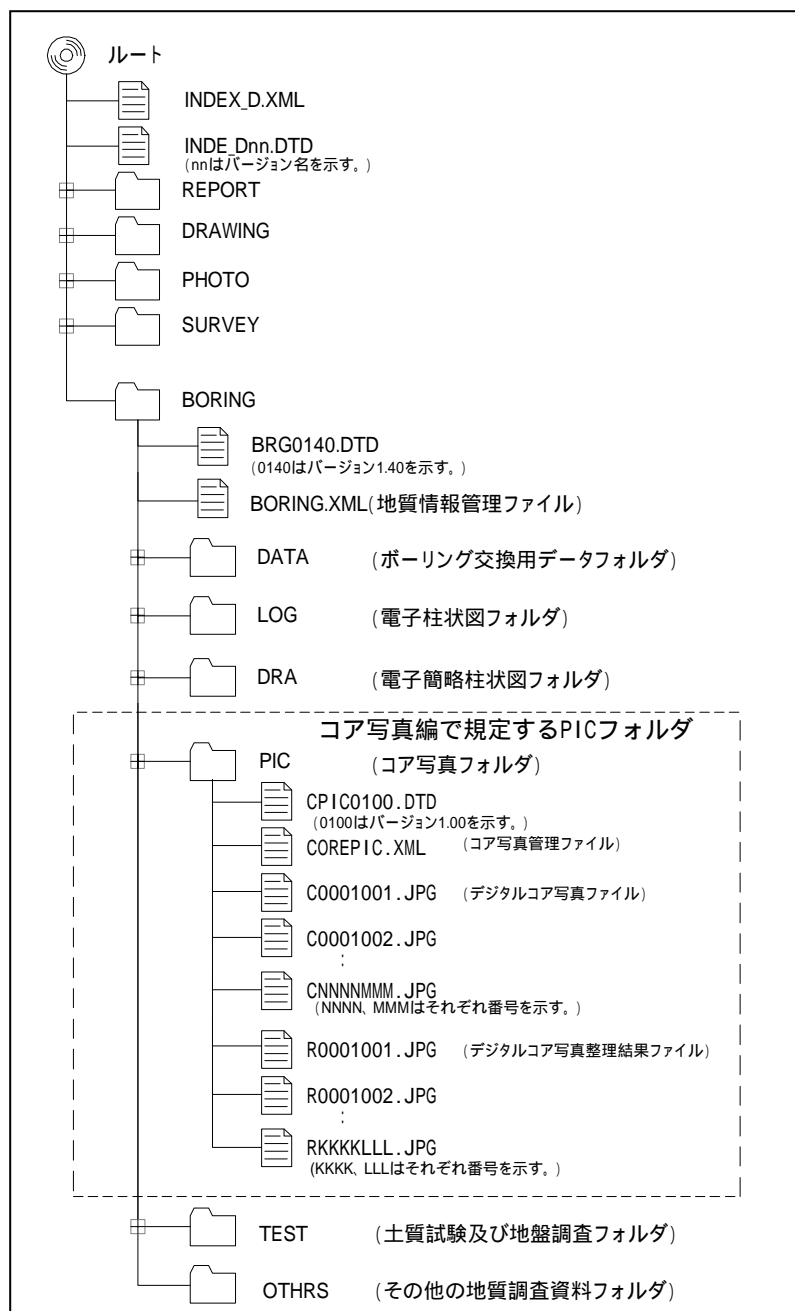 ルート
INDEX_D.XML
INDE_Dnn.DTD
(nnはバージョン名を示す。)
REPORT
DRAWING
PHOTO
SURVEY
BORING
BRG0140.DTD
(0140はバージョン1.40を示す。)
BORING.XML(地質情報管理ファイル)
DATA (ボーリング交換用データフォルダ)
LOG (電子柱状図フォルダ)
DRA (電子簡略柱状図フォルダ)
コア写真編で規定するPICフォルダ
PIC (コア写真フォルダ)
CPIC0100.DTD
(0100はバージョン1.00を示す。)
COREPIC.XML (コア写真管理ファイル)
C0001001.JPG (デジタルコア写真ファイル)
C0001002.JPG
:
CNNNNMMM.JPG
(NNNN、MMMはそれぞれ番号を示す。)
R0001001.JPG (デジタルコア写真整理結果ファイル)
R0001002.JPG
:
RKKKKLLL.JPG
(KKKK、LLLはそれぞれ番号を示す。)
TEST (土質試験及び地盤調査フォルダ)
OTHRS (その他の地質調査資料フォルダ)